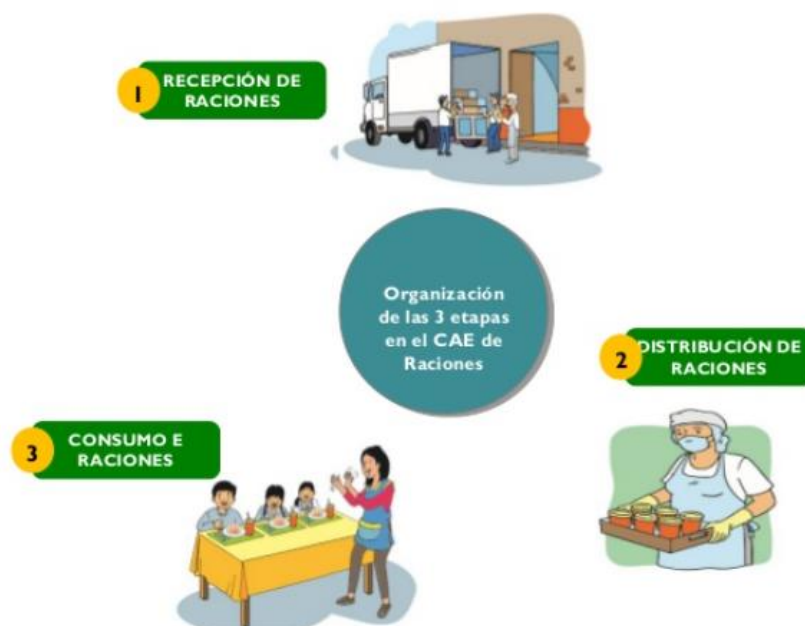 1
RECEPCIÓN DE
RACIONES
Organización
de las 3 etapas
en el CAE de
Raciones
2
DISTRIBUCIÓN DE
RACIONES
3
CONSUMO E
RACIONES